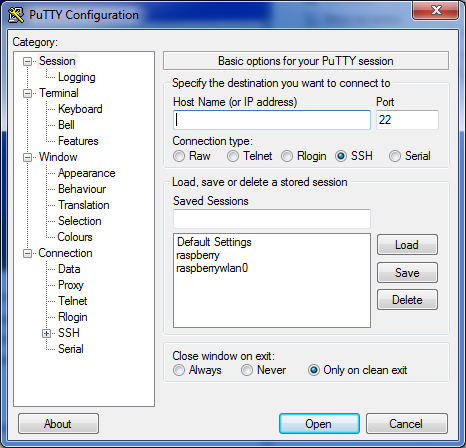 PuTTY Configuration
Category:
Session
Logging
Terminal
Keyboard
Bell
Features
Window
Appearance
Behaviour
Translation
Selection
Colours
Connection
Data
Proxy
Telnet
Rlogin
SSH
Serial
Basic options for your PuTTY session
Specify the destination you want to connect to
Host Name (or IP address) Port
22
Connection type:
Raw Telnet Rlogin SSH Serial
Load, save or delete a stored session
Saved Sessions
Default Settings
raspberry
raspberrywlan0
Load
Save
Delete
Close window on exit:
Always Never Only on clean exit
About Open Cancel